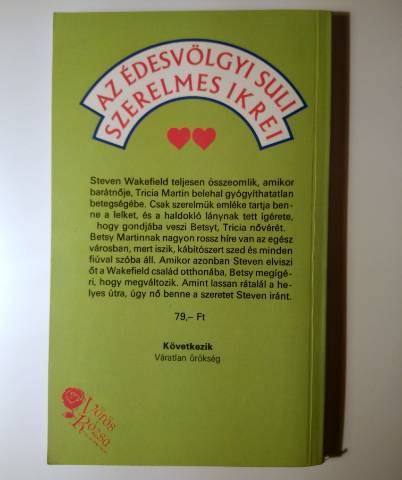 AZ ÉDESVÖLGYI SULI
SZERELMES IKREI
Steven Wakefield teljesen összeomlik, amikor
barátnője, Tricia Martin belehal gyógyíthatatlan
betegségébe. Csak szerelmük emléke tartja ben-
ne a lelket, és a haldokló lánynak tett ígérete,
hogy gondjába veszi Betsyt, Tricia nővérét.
Betsy Martinnak nagyon rossz híre van az egész
városban, mert iszik, kábítószert szed és minden
fiúval szóba áll. Amikor azonban Steven elviszi
őt a Wakefield család otthonába, Betsy megígé-
ri, hogy megváltozik. Amint lassan rátalál a he-
lyes útra, úgy nő benne a szeretet Steven iránt.
79,– Ft
Következik
Váratlan örökség
Vörös
Rózsa